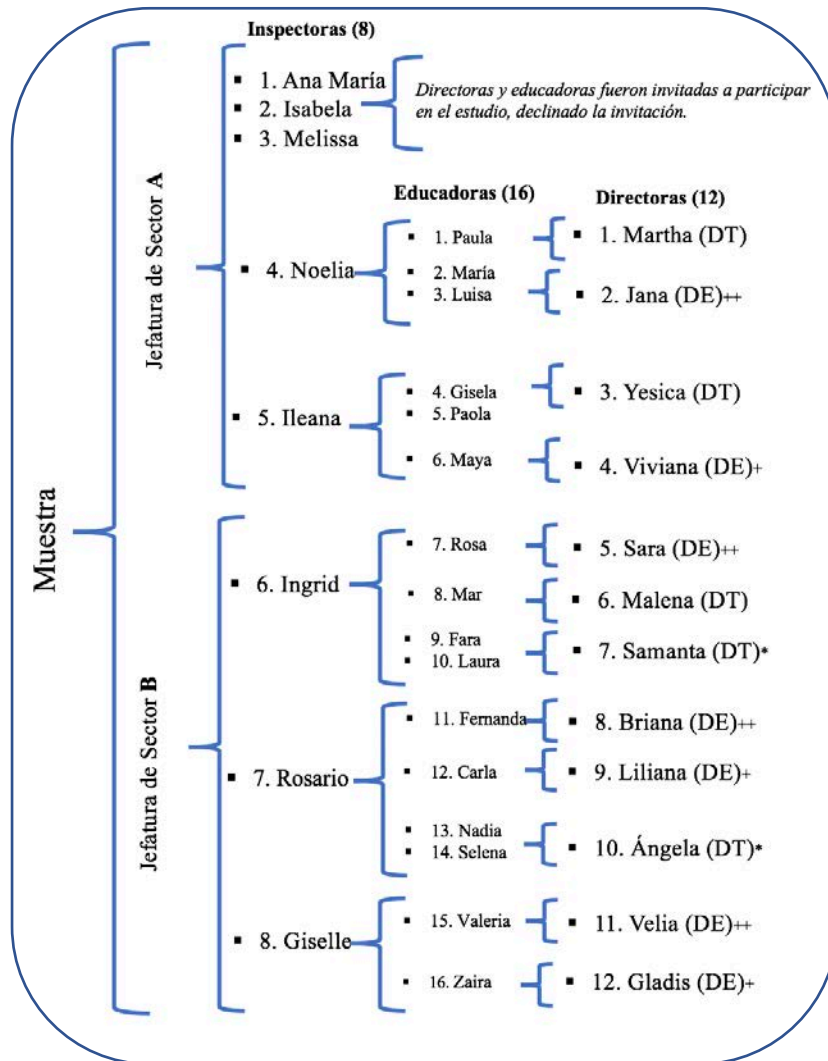 Muestra
Jefatura de Sector A
Inspectoras (8)
1. Ana María
2. Isabela
3. Melissa
Directoras y educadoras fueron invitadas a participar
en el estudio, declinado la invitación.
Educadoras (16)
Directoras (12)
4. Noelia
1. Paula
1. Martha (DT)
2. María
3. Luisa
2. Jana (DE)++
5. Ileana
4. Gisela
5. Paola
3. Yesica (DT)
6. Maya
4. Viviana (DE)+
Jefatura de Sector B
6. Ingrid
7. Rosa
5. Sara (DE)++
8. Mar
6. Malena (DT)
9. Fara
10. Laura
7. Samanta (DT)*
7. Rosario
11. Fernanda
8. Briana (DE)++
12. Carla
9. Liliana (DE)+
13. Nadia
14. Selena
10. Ángela (DT)*
8. Giselle
15. Valeria
11. Velia (DE)++
16. Zaira
12. Gladis (DE)+